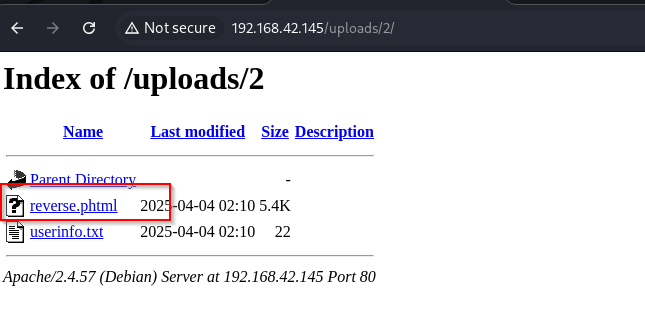 Not secure 192.168.42.145/uploads/2/
Index of /uploads/2
Name Last modified Size Description
Parent Directory -
reverse.phtml 2025-04-04 02:10 5.4K
userinfo.txt 2025-04-04 02:10 22
Apache/2.4.57 (Debian) Server at 192.168.42.145 Port 80